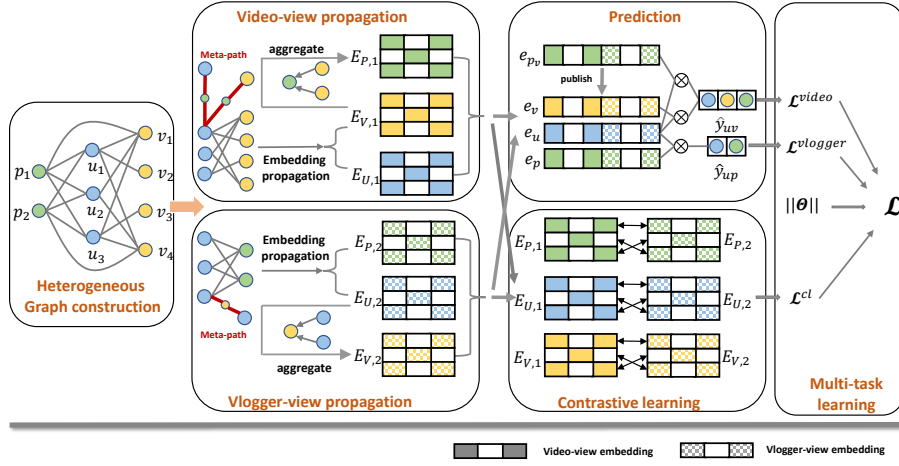 Heterogeneous
Graph construction
p_1
p_2
u_1
u_2
u_3
v_1
v_2
v_3
v_4
Video-view propagation
Meta-path
aggregate
Embedding
propagation
E_{P,1}
E_{V,1}
E_{U,1}
Vlogger-view propagation
Embedding
propagation
Meta-path
aggregate
E_{P,2}
E_{U,2}
E_{V,2}
Prediction
e_{p_v}
publish
e_v
e_u
e_p
ŷ_{uv}
ŷ_{up}
Contrastive learning
E_{P,1}
E_{P,2}
E_{U,1}
E_{U,2}
E_{V,1}
E_{V,2}
ℒ^{video}
ℒ^{vlogger}
||Θ||
ℒ
ℒ^{cl}
Multi-task
learning
Video-view embedding
Vlogger-view embedding